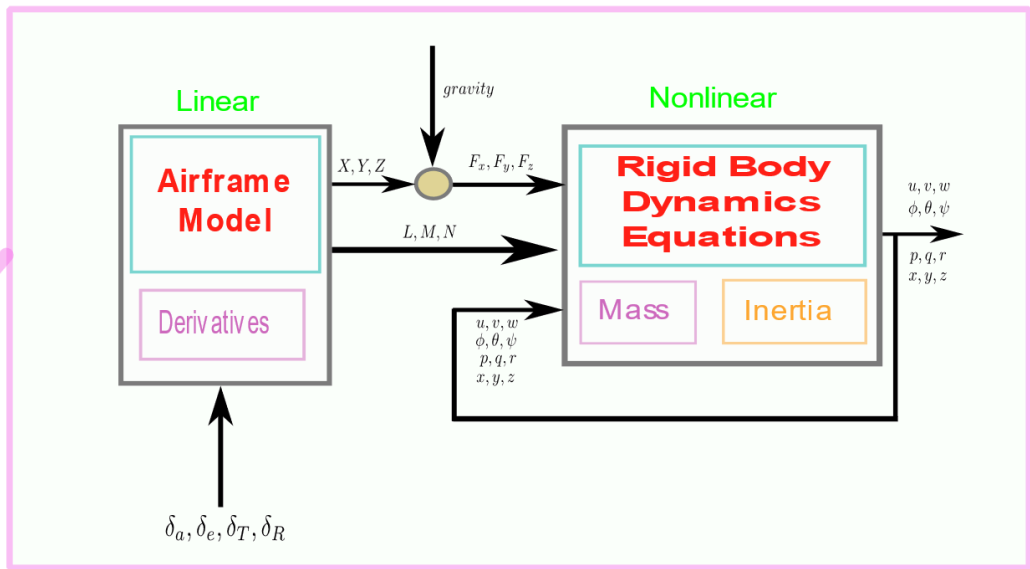 gravity
Linear
Nonlinear
Airframe
Model
X, Y, Z
F_x, F_y, F_z
Rigid Body
Dynamics
Equations
u, v, w
ϕ, θ, ψ
p, q, r
x, y, z
L, M, N
Derivatives
Mass
Inertia
u, v, w
ϕ, θ, ψ
p, q, r
x, y, z
δ_a, δ_e, δ_T, δ_R